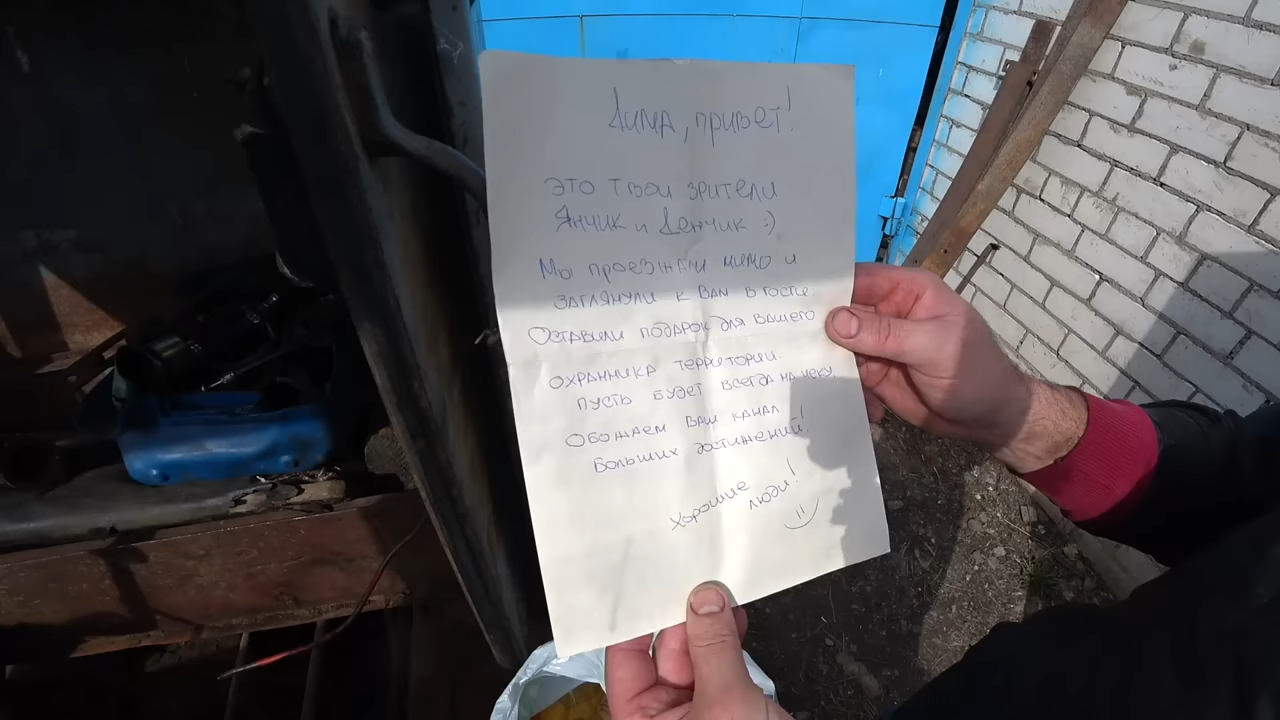 Дима, привет!
Это твои зрители
Янчик и Денчик :)
Мы проезжали мимо и
заглянули к вам в гости.
Оставили подарок для вашего
охранника территории.
Пусть будет всегда на чеку.
Обожаем ваш канал
Больших достижений!
Хорошие
люди!